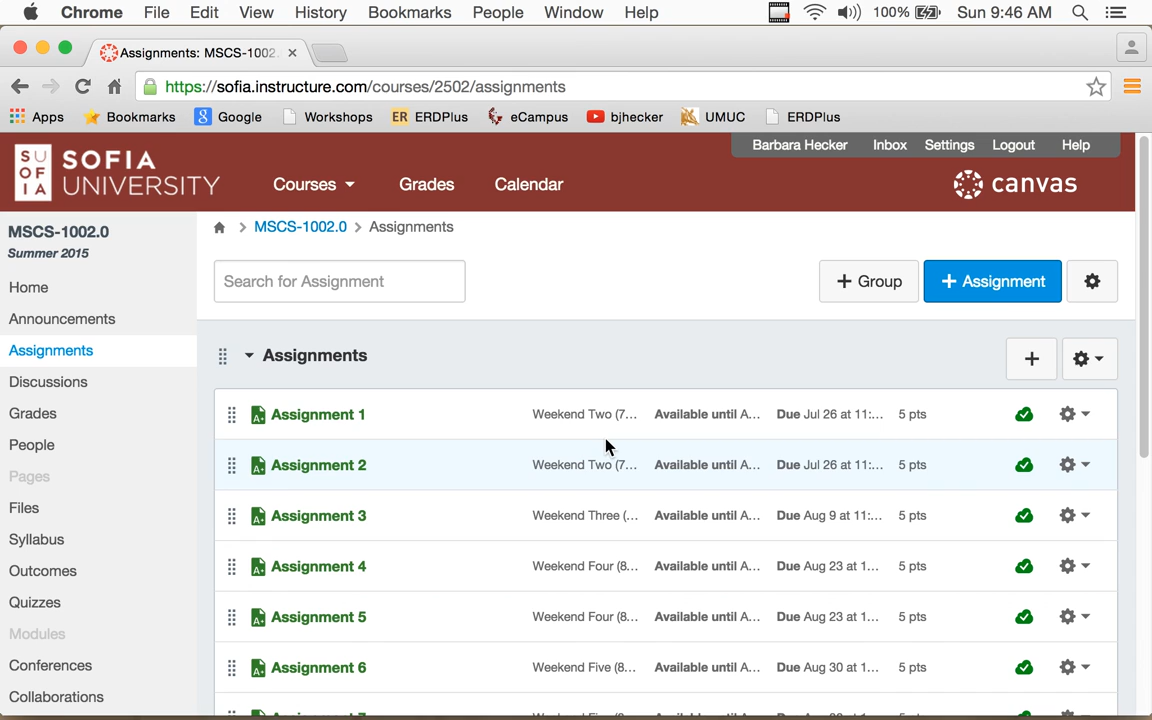 Chrome File Edit View History Bookmarks People Window Help 100% Sun 9:46 AM
Assignments: MSCS-1002
https://sofia.instructure.com/courses/2502/assignments
Apps Bookmarks Google Workshops ERDPlus eCampus bjhecker UMUC ERDPlus
Barbara Hecker Inbox Settings Logout Help
SU OF IA SOFIA UNIVERSITY Courses Grades Calendar canvas
MSCS-1002.0
Summer 2015
Home
Announcements
Assignments
Discussions
Grades
People
Pages
Files
Syllabus
Outcomes
Quizzes
Modules
Conferences
Collaborations
MSCS-1002.0 > Assignments
Search for Assignment + Group + Assignment
Assignments +
Assignment 1 Weekend Two (7... Available until A... Due Jul 26 at 11:... 5 pts
Assignment 2 Weekend Two (7... Available until A... Due Jul 26 at 11:... 5 pts
Assignment 3 Weekend Three (... Available until A... Due Aug 9 at 11:... 5 pts
Assignment 4 Weekend Four (8... Available until A... Due Aug 23 at 1... 5 pts
Assignment 5 Weekend Four (8... Available until A... Due Aug 23 at 1... 5 pts
Assignment 6 Weekend Five (8... Available until A... Due Aug 30 at 1... 5 pts